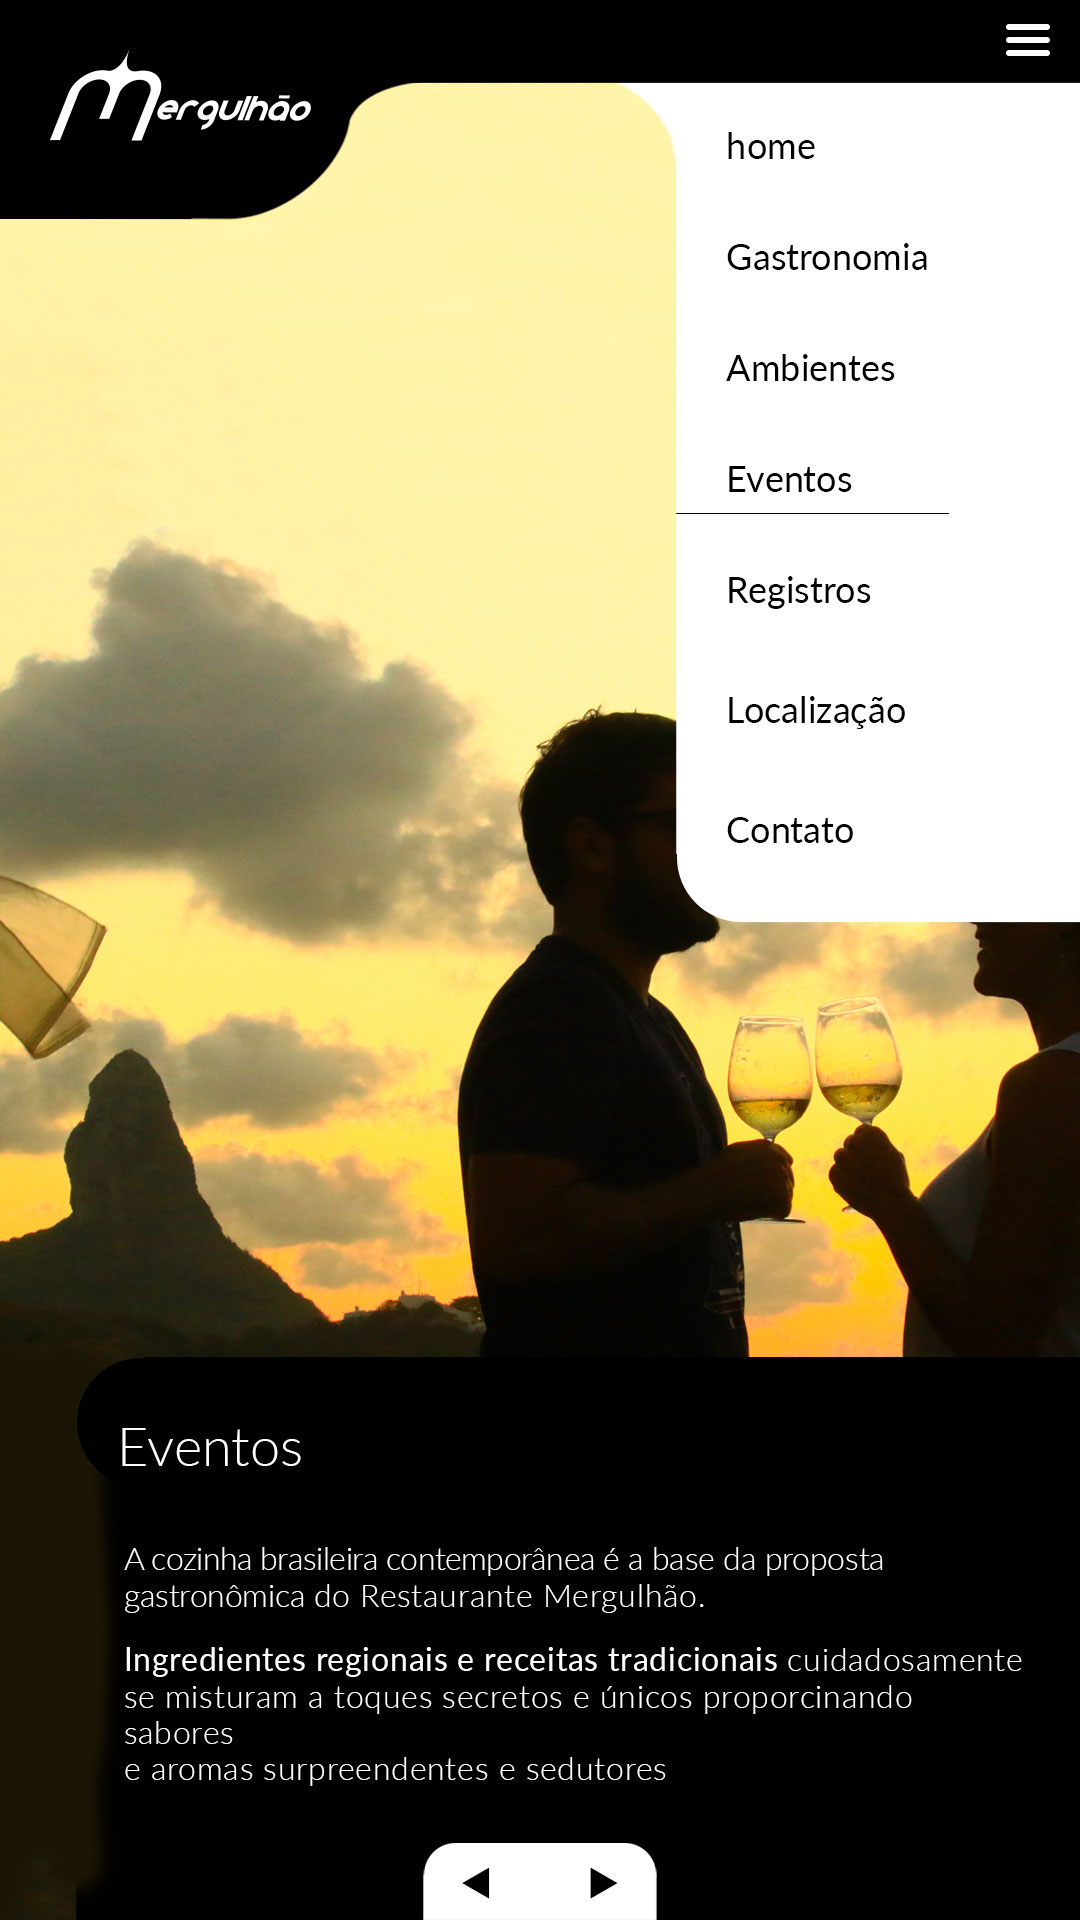 Mergulhão
home
Gastronomia
Ambientes
Eventos
Registros
Localização
Contato
Eventos
A cozinha brasileira contemporânea é a base da proposta
gastronômica do Restaurante Mergulhão.
Ingredientes regionais e receitas tradicionais cuidadosamente
se misturam a toques secretos e únicos proporcinando
sabores
e aromas surpreendentes e sedutores